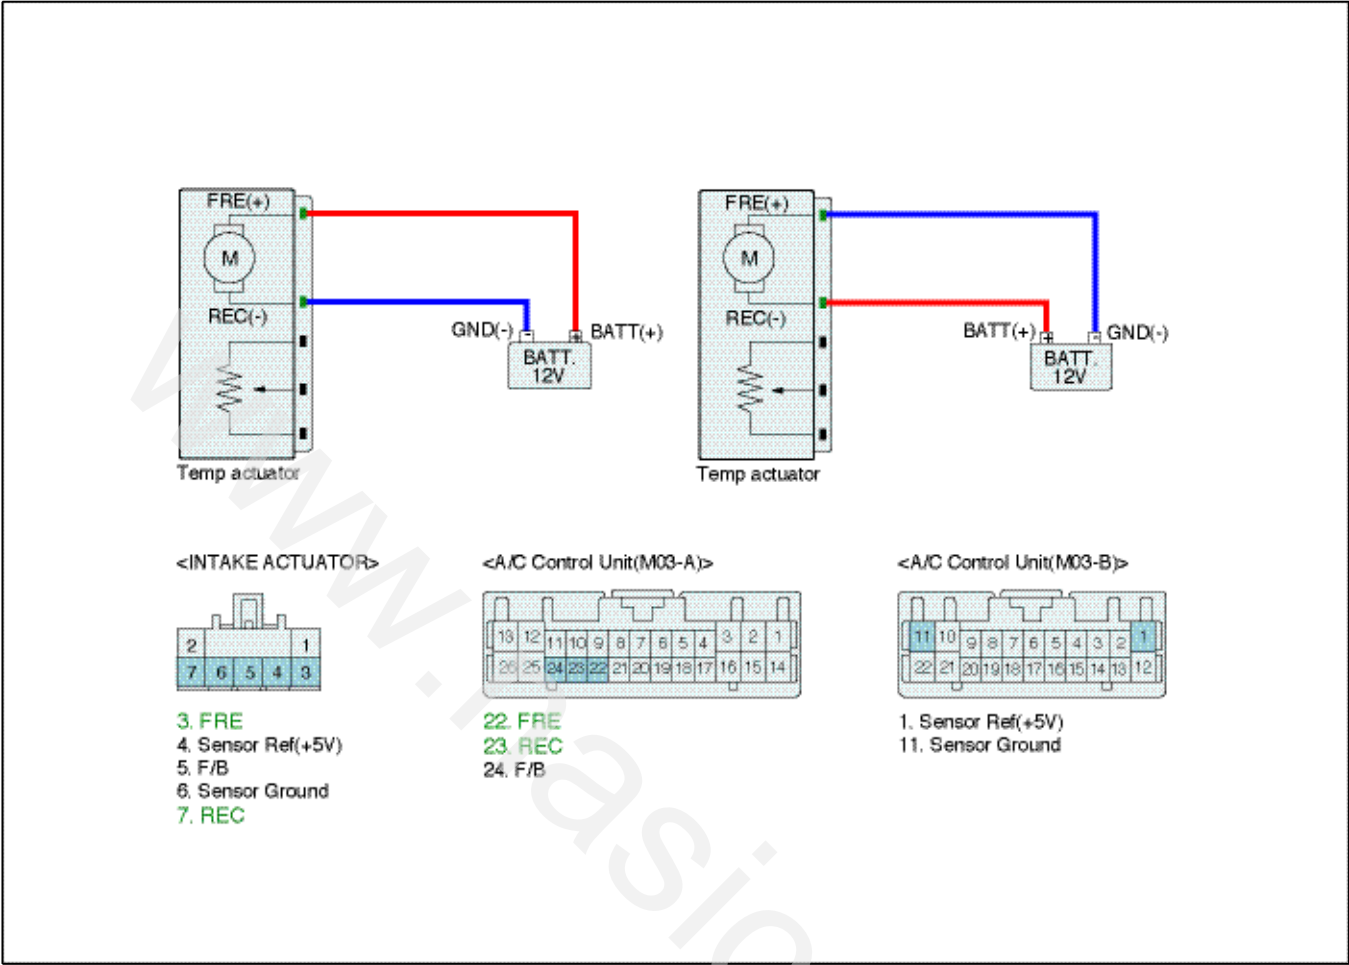 FRE(+)
M
REC(-)
GND(-)
-
+
BATT(+)
BATT.
12V
Temp actuator
FRE(+)
M
REC(-)
BATT(+)
+
-
GND(-)
BATT.
12V
Temp actuator
<INTAKE ACTUATOR>
2 1
7 6 5 4 3
3. FRE
4. Sensor Ref(+5V)
5. F/B
6. Sensor Ground
7. REC
<A/C Control Unit(M03-A)>
13 12 11 10 9 8 7 6 5 4 3 2 1
26 25 24 23 22 21 20 19 18 17 16 15 14
22. FRE
23. REC
24. F/B
<A/C Control Unit(M03-B)>
11 10 9 8 7 6 5 4 3 2 1
22 21 20 19 18 17 16 15 14 13 12
1. Sensor Ref(+5V)
11. Sensor Ground
www.nasio